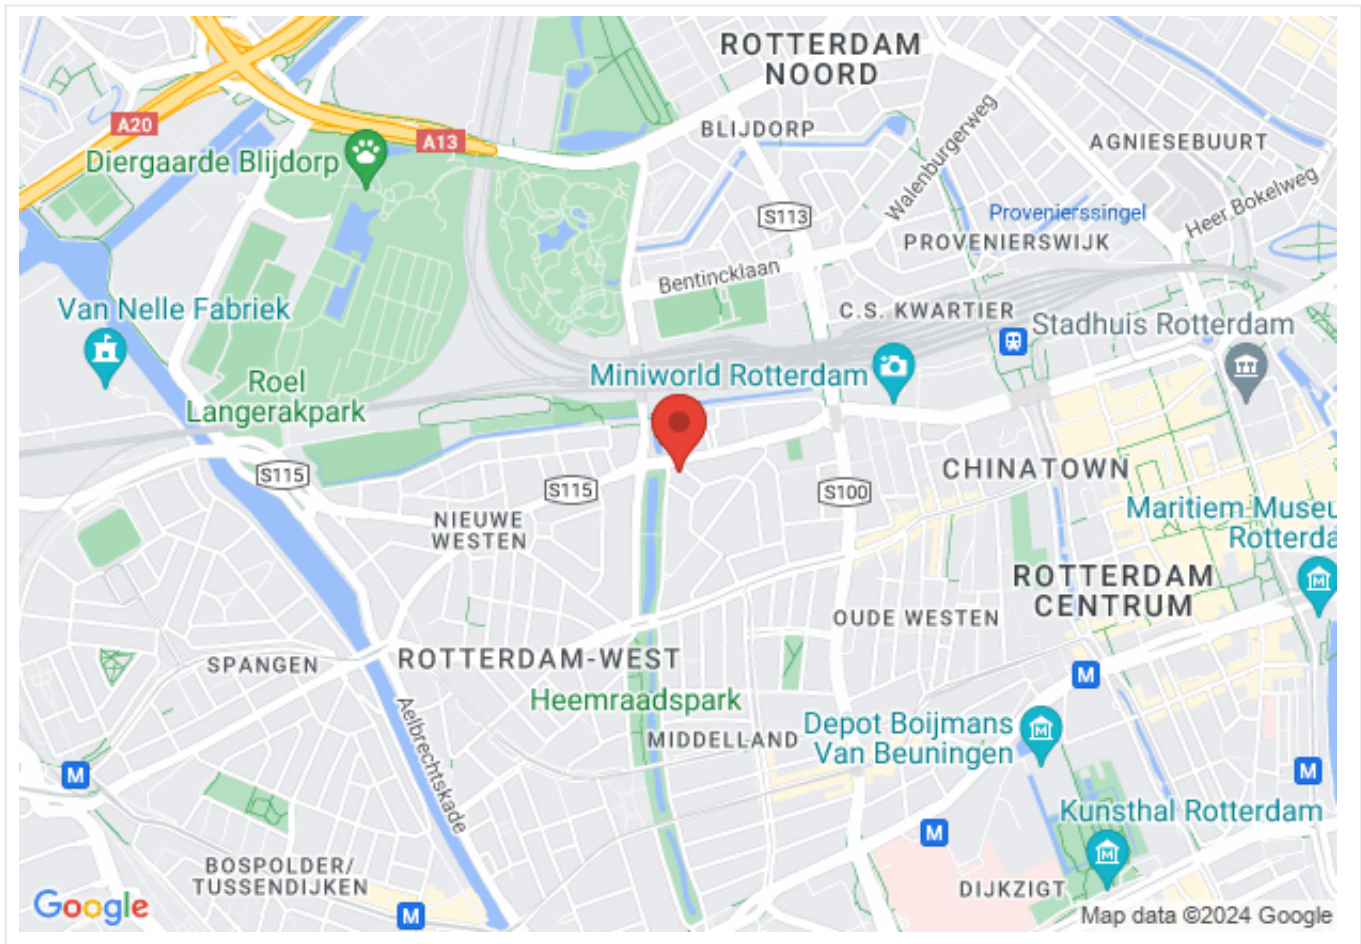 ROTTERDAM
NOORD
A20
BLIJDORP
A13
Diergaarde Blijdorp
Walenburgerweg
AGNIESEBUURT
Heer Bokelweg
S113
Provenierssingel
PROVENIERSWIJK
Bentincklaan
Van Nelle Fabriek
C.S. KWARTIER
Stadhuis Rotterdam
Miniworld Rotterdam
Roel
Langerakpark
S115
S115
S100
CHINATOWN
NIEUWE
WESTEN
Maritiem Museu
Rotterda
ROTTERDAM
CENTRUM
OUDE WESTEN
SPANGEN
ROTTERDAM-WEST
M
Heemraadspark
Aelbrechtskade
MIDDELLAND
Depot Boijmans
Van Beuningen
M
M
Kunsthal Rotterdam
M
BOSPOLDER/
TUSSENDIJKEN
DIJKZIGT
Google
M
Map data ©2024 Google